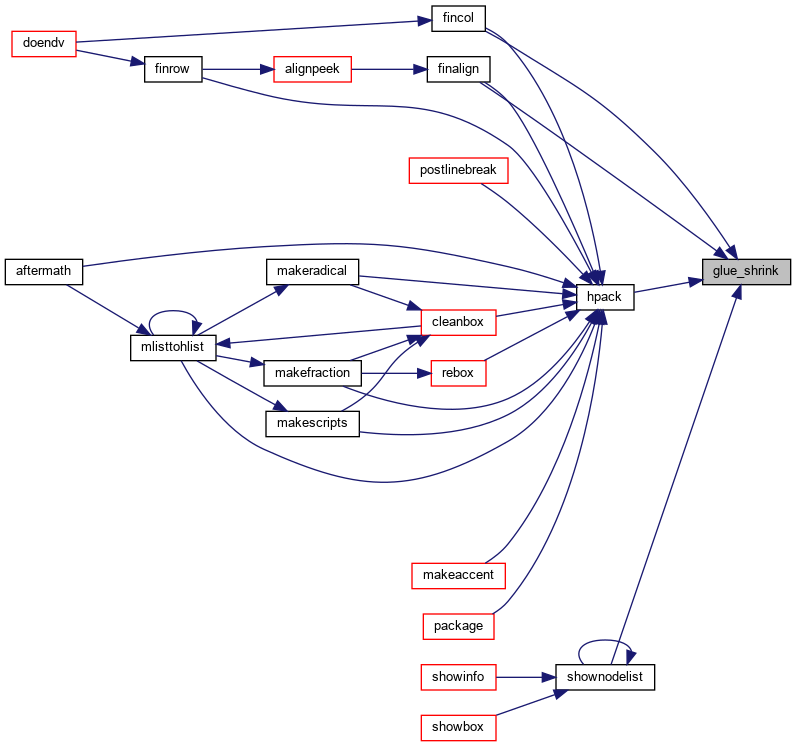 fincol
doendv
finrow
alignpeek
finalign
postlinebreak
aftermath
makeradical
glue_shrink
hpack
cleanbox
mlisttohlist
makefraction
rebox
makescripts
makeaccent
package
showinfo
shownodelist
showbox